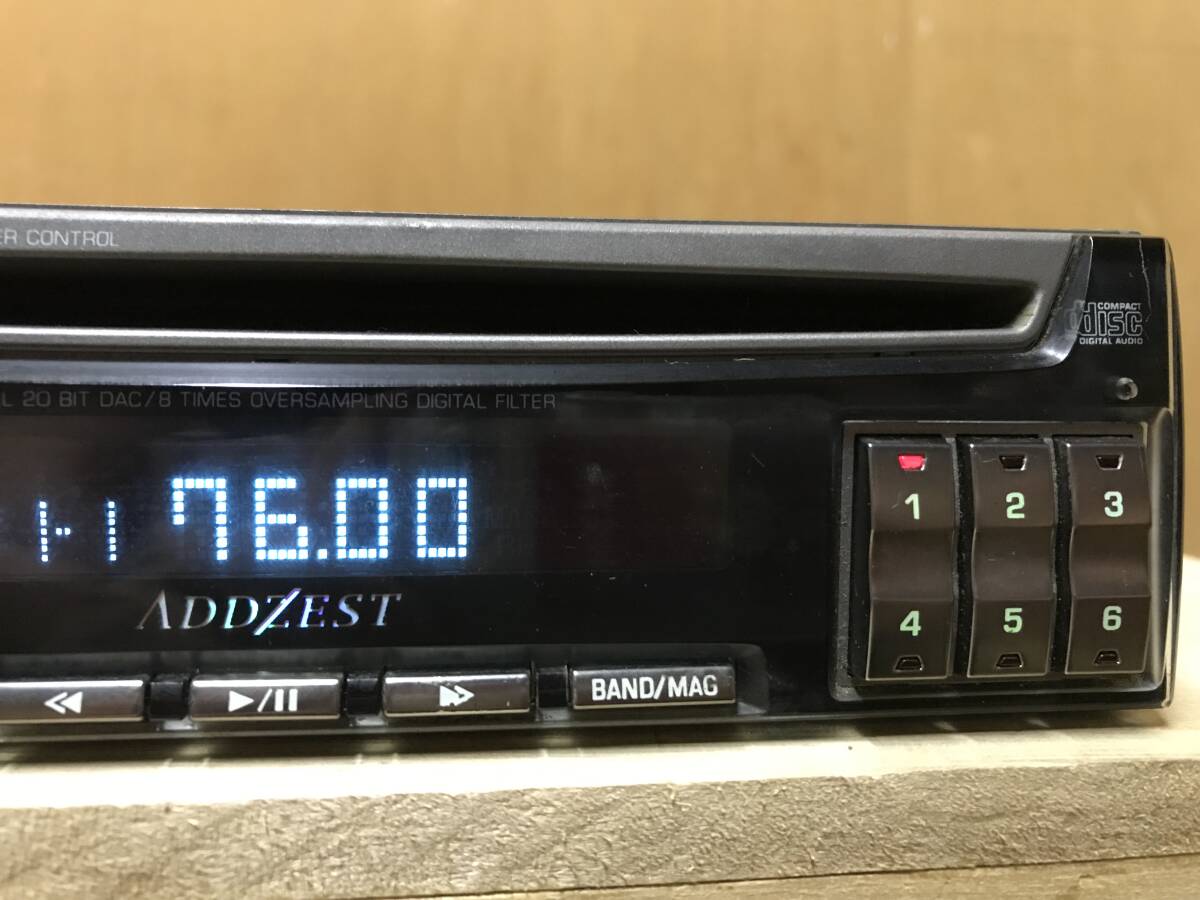 CONTROL
COMPACT
disc
DIGITAL AUDIO
20 BIT DAC/8 TIMES OVERSAMPLING DIGITAL FILTER
76.00
ADDZEST
BAND/MAG
1 2 3
4 5 6